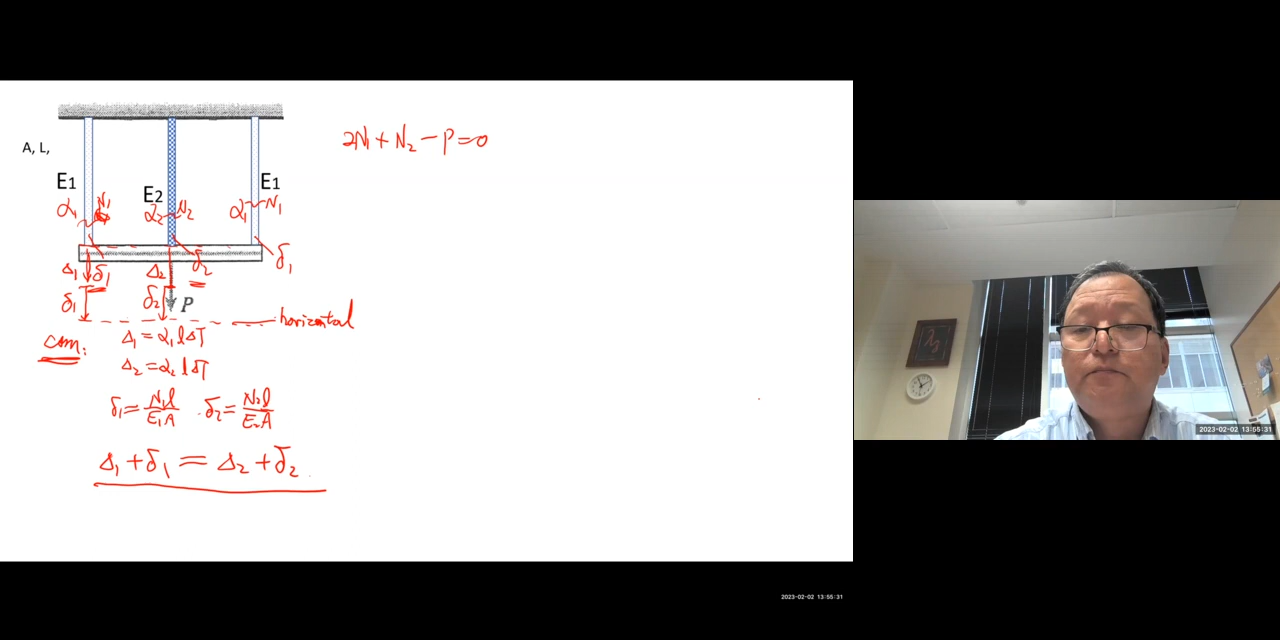 2N₁ + N₂ - P = 0
A, L,
E1
E2
E1
α₁
N₁
α₂
N₂
α₁
N₁
Δ₁
δ₁
Δ₂
δ₂
δ₁
δ₁
δ₂
P
horizontal
com:
Δ₁ = α₁ l ΔT
Δ₂ = α₂ l ΔT
δ₁ = N₁l / E₁A δ₂ = N₂l / E₂A
Δ₁ + δ₁ = Δ₂ + δ₂
2023-02-02 13:55:31
2023-02-02 13:55:31